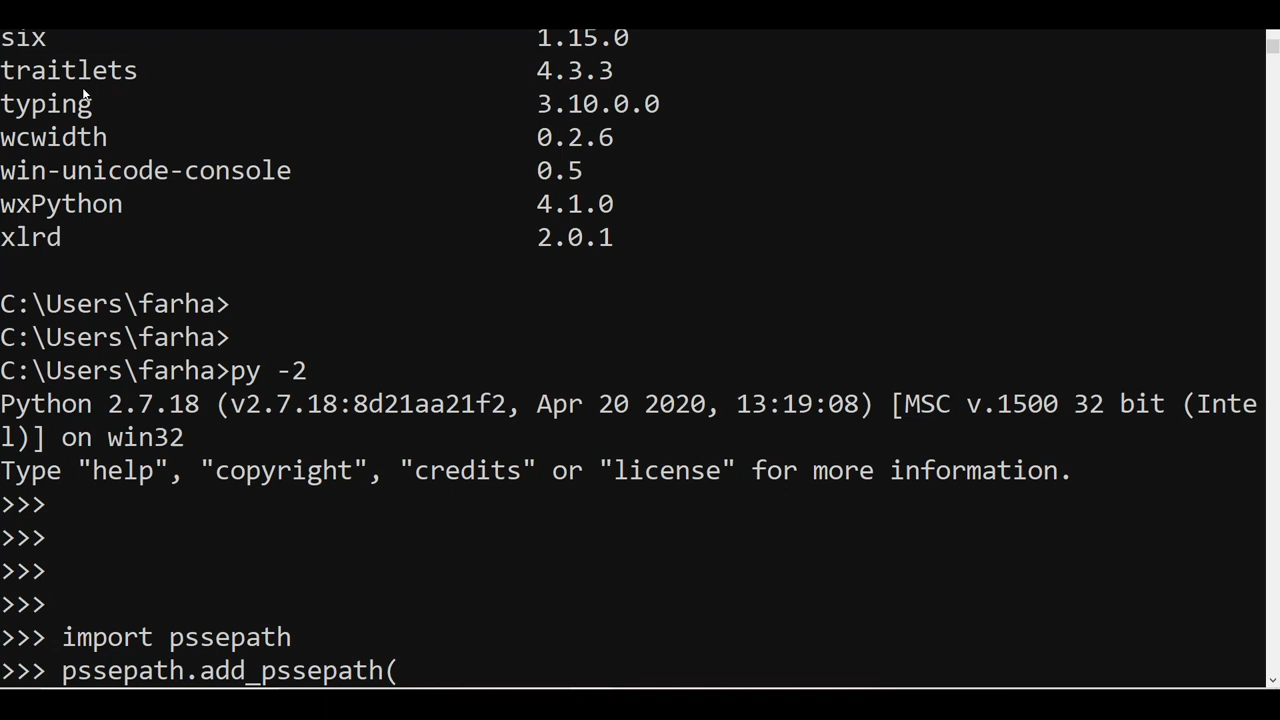 six 1.15.0
traitlets 4.3.3
typing 3.10.0.0
wcwidth 0.2.6
win-unicode-console 0.5
wxPython 4.1.0
xlrd 2.0.1
C:\Users\farha>
C:\Users\farha>
C:\Users\farha>py -2
Python 2.7.18 (v2.7.18:8d21aa21f2, Apr 20 2020, 13:19:08) [MSC v.1500 32 bit (Inte
l)] on win32
Type "help", "copyright", "credits" or "license" for more information.
>>>
>>>
>>>
>>>
>>> import pssepath
>>> pssepath.add_pssepath(